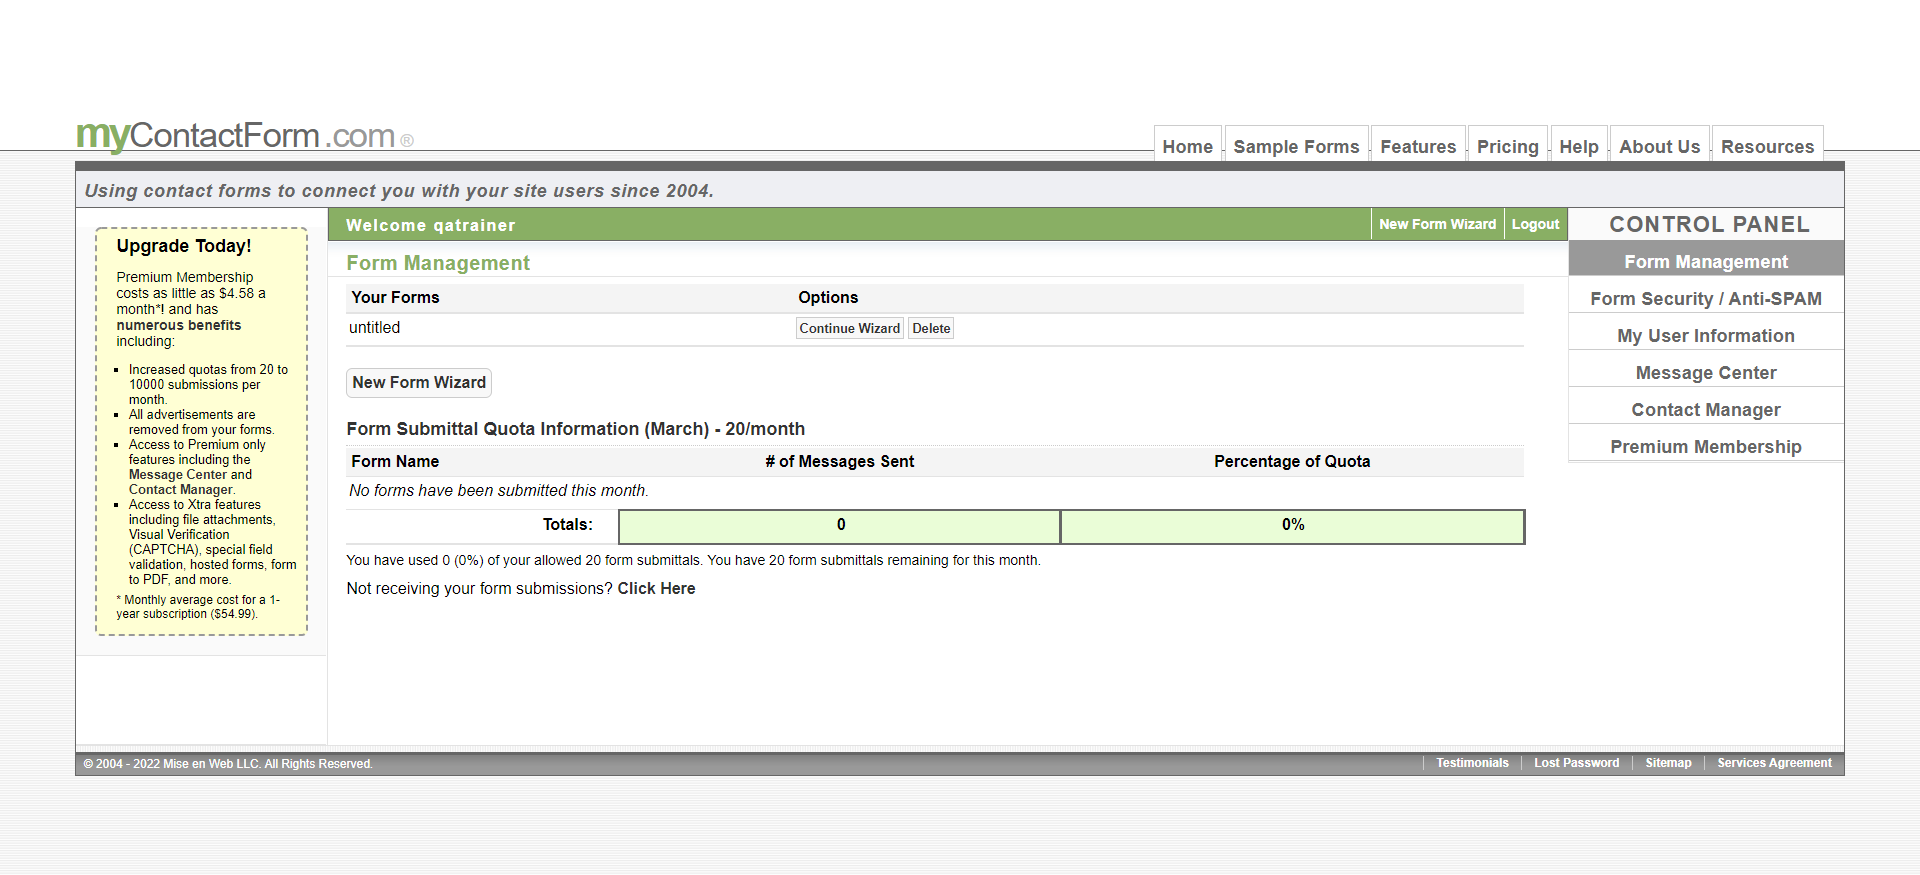 myContactForm.com ®
Home
Sample Forms
Features
Pricing
Help
About Us
Resources
Using contact forms to connect you with your site users since 2004.
Upgrade Today!
Premium Membership
costs as little as $4.58 a
month*! and has
numerous benefits
including:
Increased quotas from 20 to
10000 submissions per
month.
All advertisements are
removed from your forms.
Access to Premium only
features including the
Message Center and
Contact Manager.
Access to Xtra features
including file attachments,
Visual Verification
(CAPTCHA), special field
validation, hosted forms, form
to PDF, and more.
* Monthly average cost for a 1-
year subscription ($54.99).
Welcome qatrainer
New Form Wizard
Logout
Form Management
Your Forms
Options
untitled
Continue Wizard
Delete
New Form Wizard
Form Submittal Quota Information (March) - 20/month
Form Name
# of Messages Sent
Percentage of Quota
No forms have been submitted this month.
Totals:
0
0%
You have used 0 (0%) of your allowed 20 form submittals. You have 20 form submittals remaining for this month.
Not receiving your form submissions? Click Here
CONTROL PANEL
Form Management
Form Security / Anti-SPAM
My User Information
Message Center
Contact Manager
Premium Membership
© 2004 - 2022 Mise en Web LLC. All Rights Reserved.
Testimonials
Lost Password
Sitemap
Services Agreement